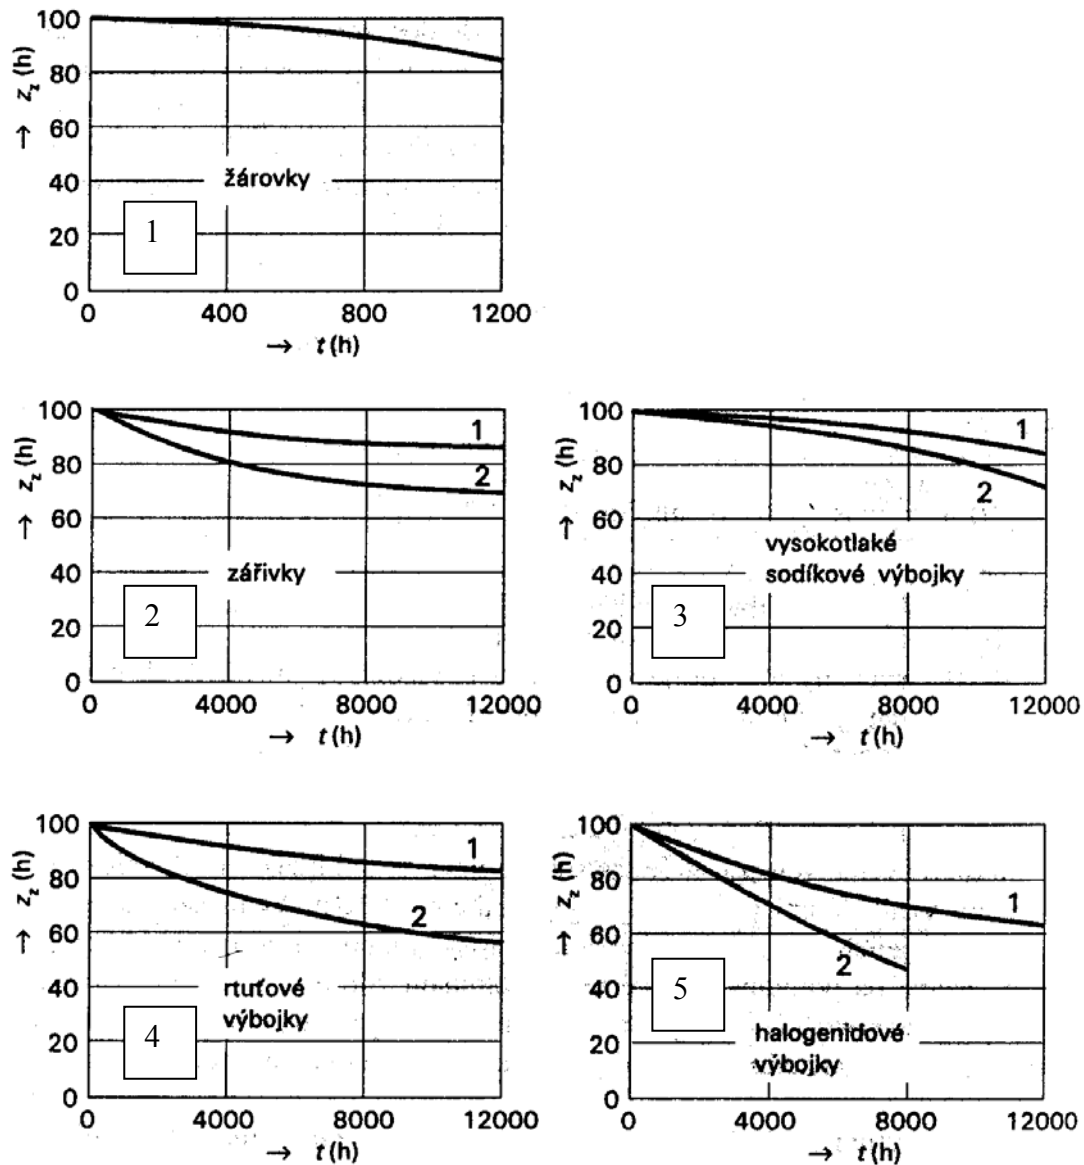 100
80
60
40
20
0
→ z_z (h)
žárovky
1
0 400 800 1200
→ t (h)
100
80
60
40
20
0
→ z_z (h)
1
2
zářivky
2
0 4000 8000 12000
→ t (h)
100
80
60
40
20
0
→ z_z (h)
1
2
vysokotlaké
sodíkové výbojky
3
0 4000 8000 12000
→ t (h)
100
80
60
40
20
0
→ z_z (h)
1
2
rtuťové
výbojky
4
0 4000 8000 12000
→ t (h)
100
80
60
40
20
0
→ z_z (h)
1
2
5
halogenidové
výbojky
0 4000 8000 12000
→ t (h)